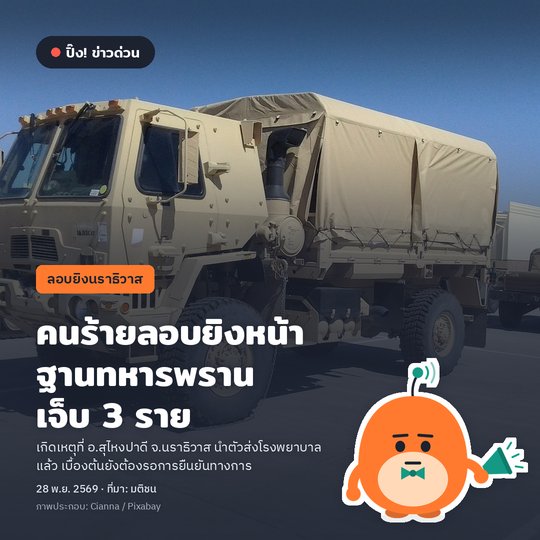 ปิ๊ง! ข่าวด่วน
ลอบยิงนราธิวาส
คนร้ายลอบยิงหน้า
ฐานทหารพราน
เจ็บ 3 ราย
เกิดเหตุที่ อ.สุไหงปาดี จ.นราธิวาส นำตัวส่งโรงพยาบาล
แล้ว เบื้องต้นยังต้องรอการยืนยันทางการ
28 พ.ย. 2569 · ที่มา: มติชน
ภาพประกอบ: Cianna / Pixabay